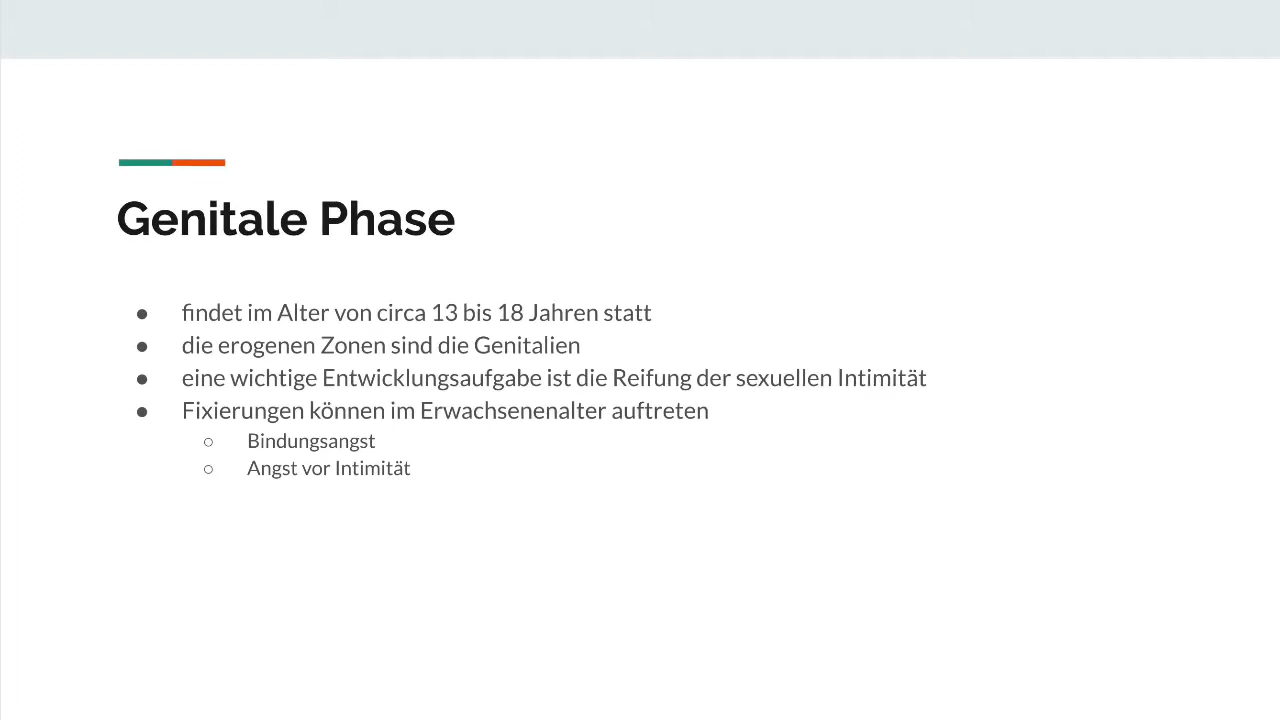 Genitale Phase
● findet im Alter von circa 13 bis 18 Jahren statt
● die erogenen Zonen sind die Genitalien
● eine wichtige Entwicklungsaufgabe ist die Reifung der sexuellen Intimität
● Fixierungen können im Erwachsenenalter auftreten
○ Bindungsangst
○ Angst vor Intimität